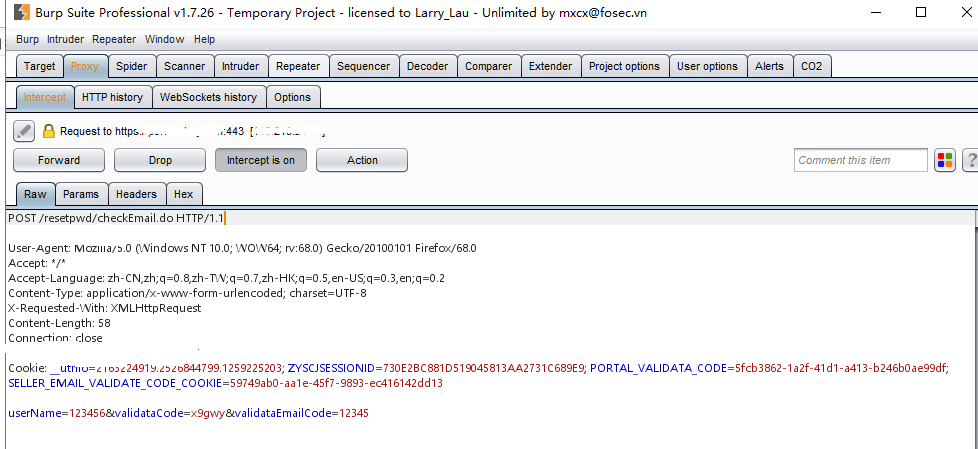 Burp Suite Professional v1.7.26 - Temporary Project - licensed to Larry_Lau - Unlimited by mxcx@fosec.vn
Burp Intruder Repeater Window Help
Target Proxy Spider Scanner Intruder Repeater Sequencer Decoder Comparer Extender Project options User options Alerts CO2
Intercept HTTP history WebSockets history Options
Request to https:/ :443 [
Forward Drop Intercept is on Action Comment this item ?
Raw Params Headers Hex
POST /resetpwd/checkEmail.do HTTP/1.1
User-Agent: Mozilla/5.0 (Windows NT 10.0; WOW64; rv:68.0) Gecko/20100101 Firefox/68.0
Accept: */*
Accept-Language: zh-CN,zh;q=0.8,zh-TW;q=0.7,zh-HK;q=0.5,en-US;q=0.3,en;q=0.2
Content-Type: application/x-www-form-urlencoded; charset=UTF-8
X-Requested-With: XMLHttpRequest
Content-Length: 58
Connection: close
Cookie: ZYSCJSESSIONID=730E2BC881D519045813AA2731C689E9; PORTAL_VALIDATA_CODE=5fcb3862-1a2f-41d1-a413-b246b0ae99df;
SELLER_EMAIL_VALIDATE_CODE_COOKIE=59749ab0-aa1e-45f7-9893-ec416142dd13
userName=123456&validataCode=x9gwy&validataEmailCode=12345